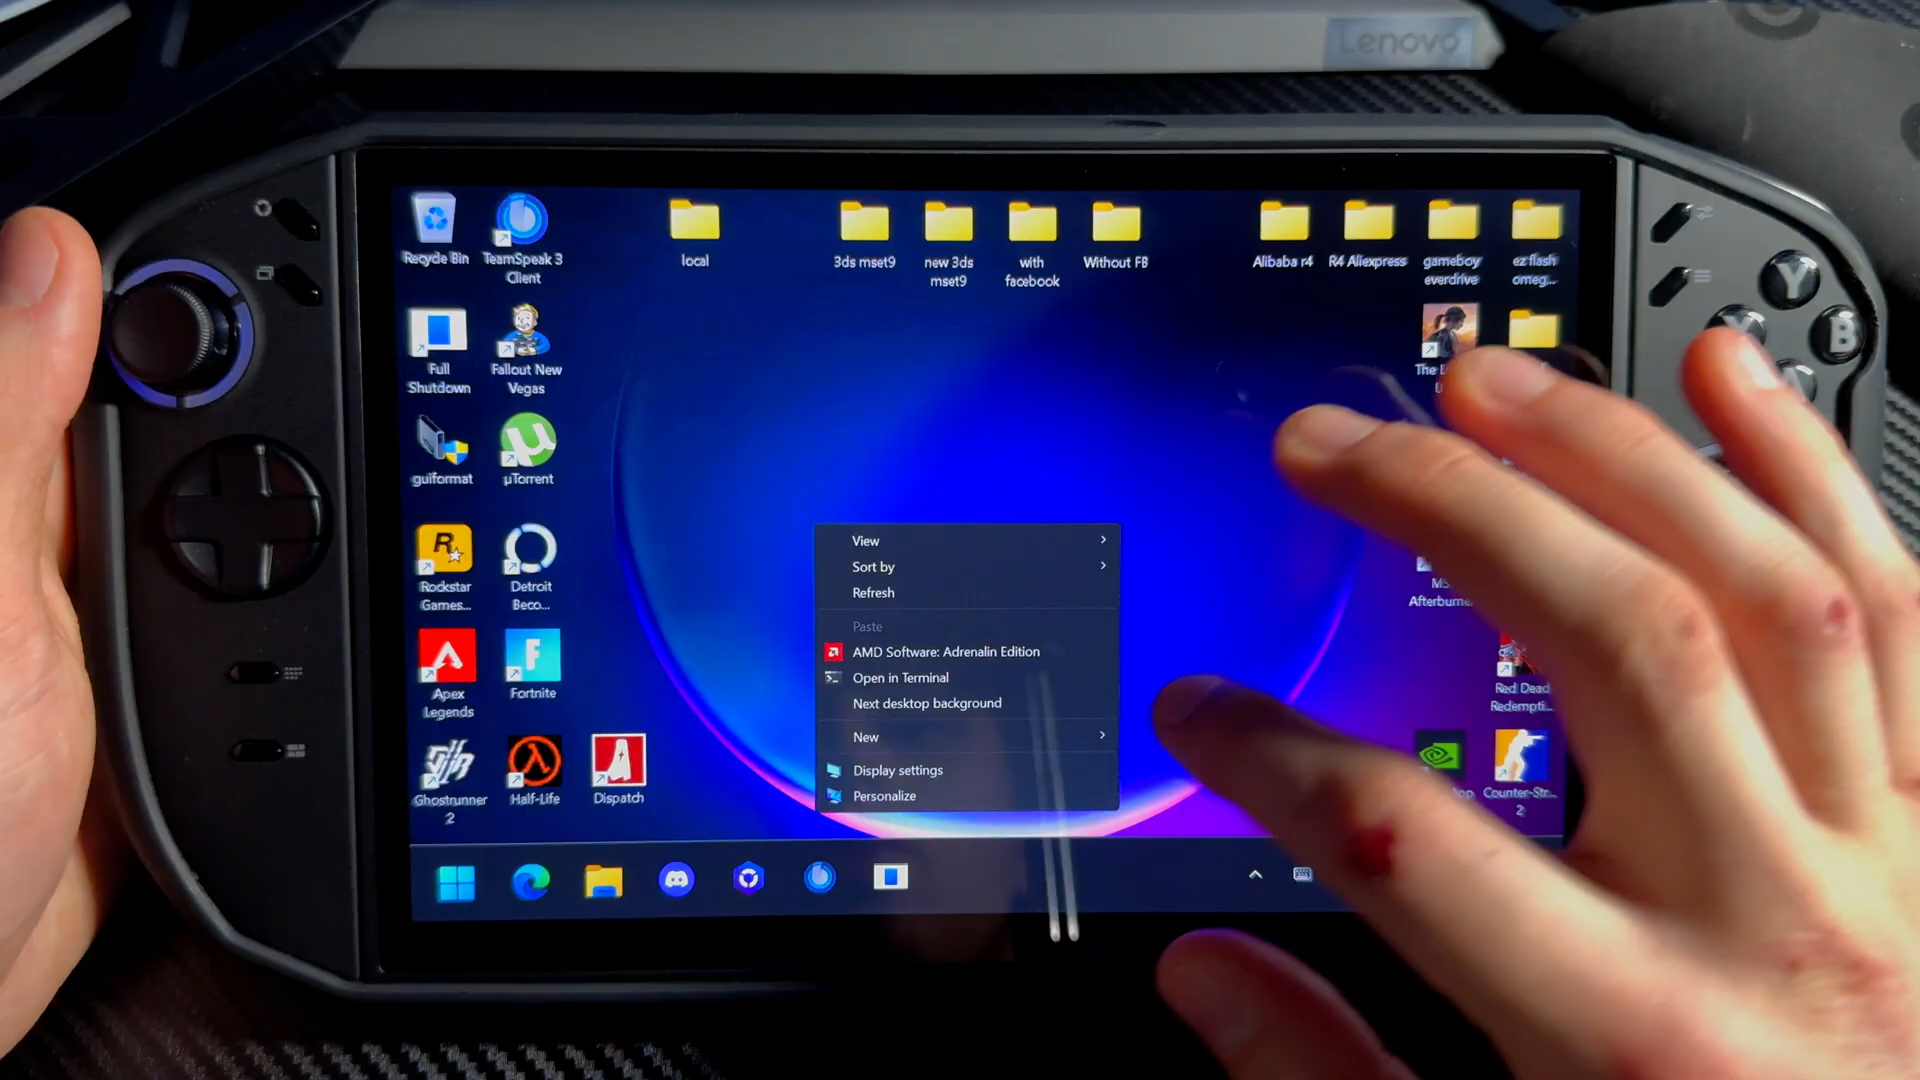 Lenovo
Recycle Bin
TeamSpeak 3
Client
local
3ds mset9
new 3ds
mset9
with
facebook
Without FB
Alibaba r4
R4 Aliexpress
gameboy
everdrive
ez flash
omeg...
Full
Shutdown
Fallout New
Vegas
The
guiformat
µTorrent
Rockstar
Games...
Detroit
Beco...
Apex
Legends
Fortnite
Ghostrunner
2
Half-Life
Dispatch
View
Sort by
Refresh
Paste
AMD Software: Adrenalin Edition
Open in Terminal
Next desktop background
New
Display settings
Personalize
Afterburner
Red Dead
Redempti...
Counter-Str...
2
Y
B